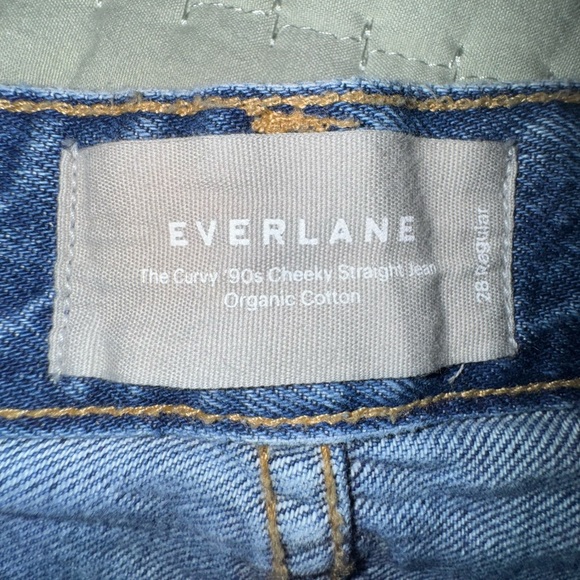 EVERLANE
The Curvy '90s Cheeky Straight Jean
Organic Cotton
28 Regular